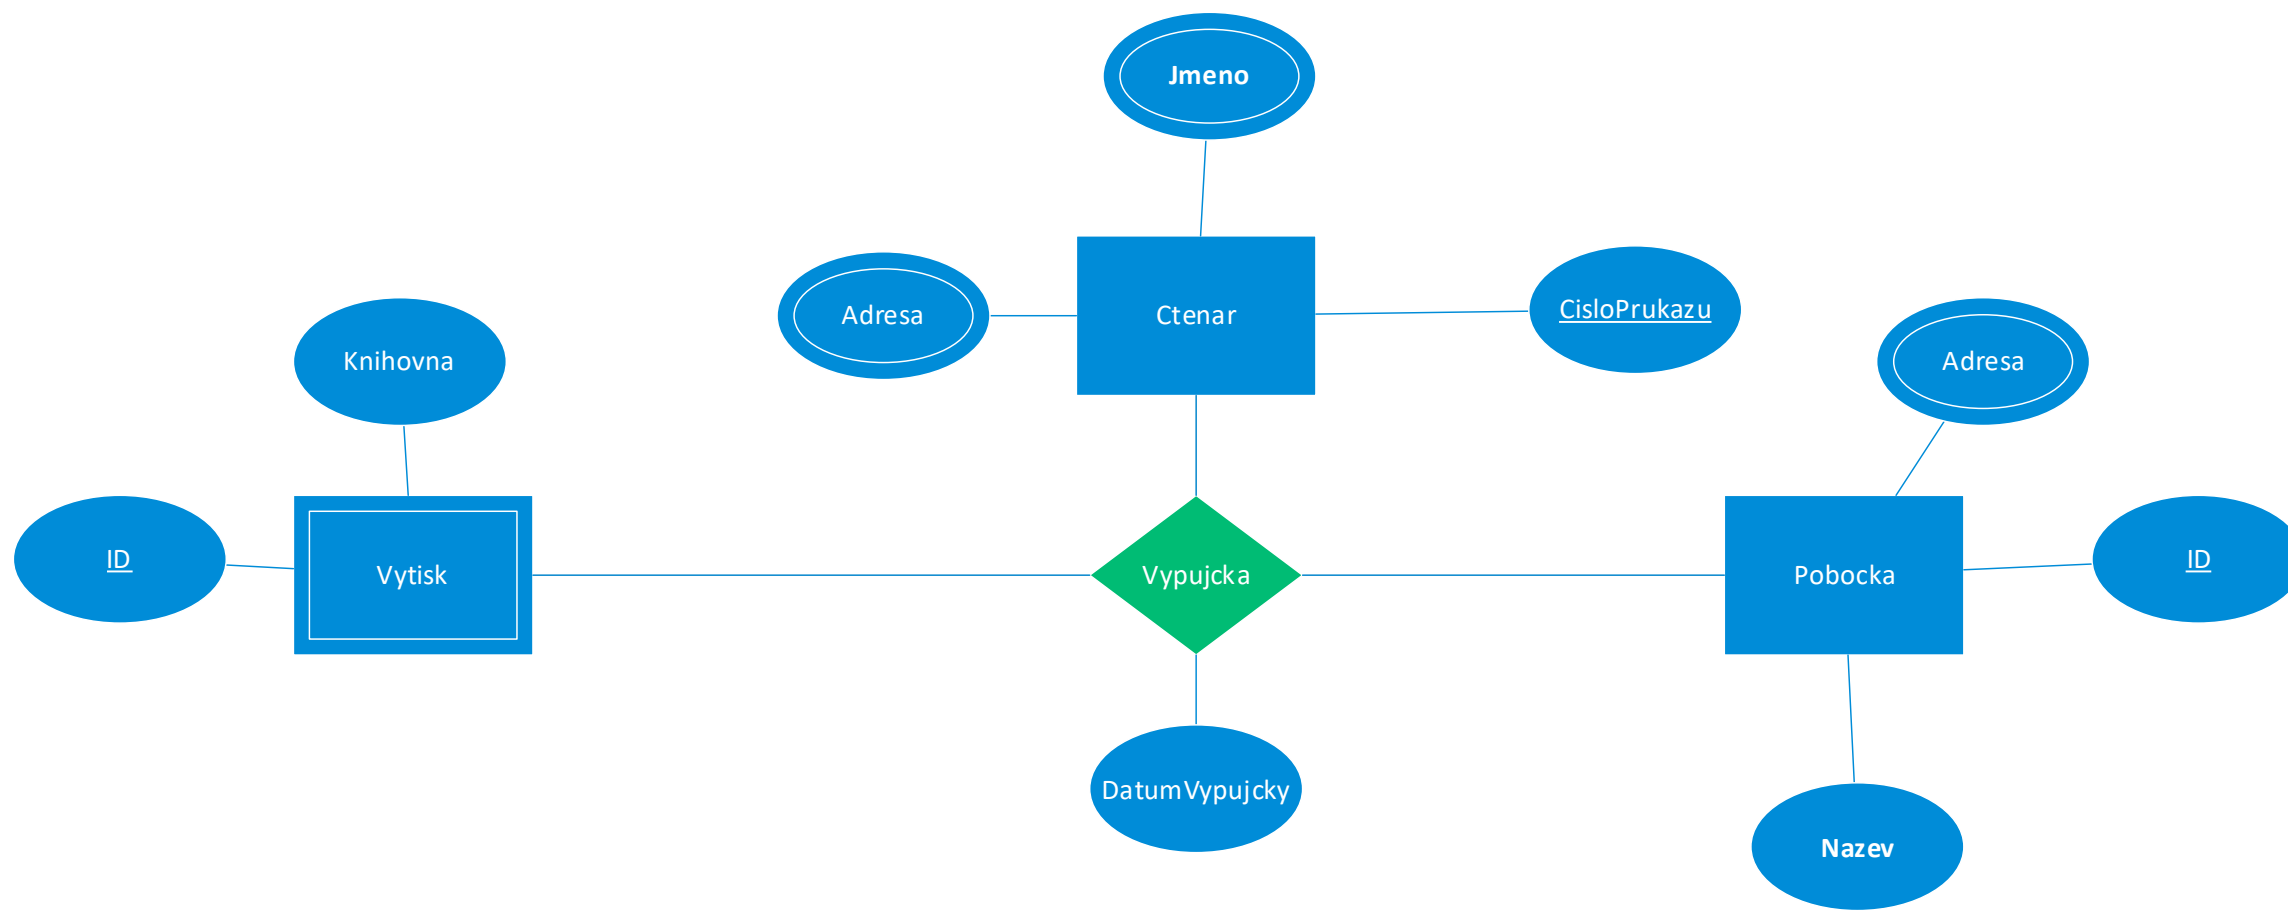 Jmeno
Adresa
Ctenar
CisloPrukazu
Knihovna
Adresa
ID
Vytisk
Vypujcka
Pobocka
ID
DatumVypujcky
Nazev